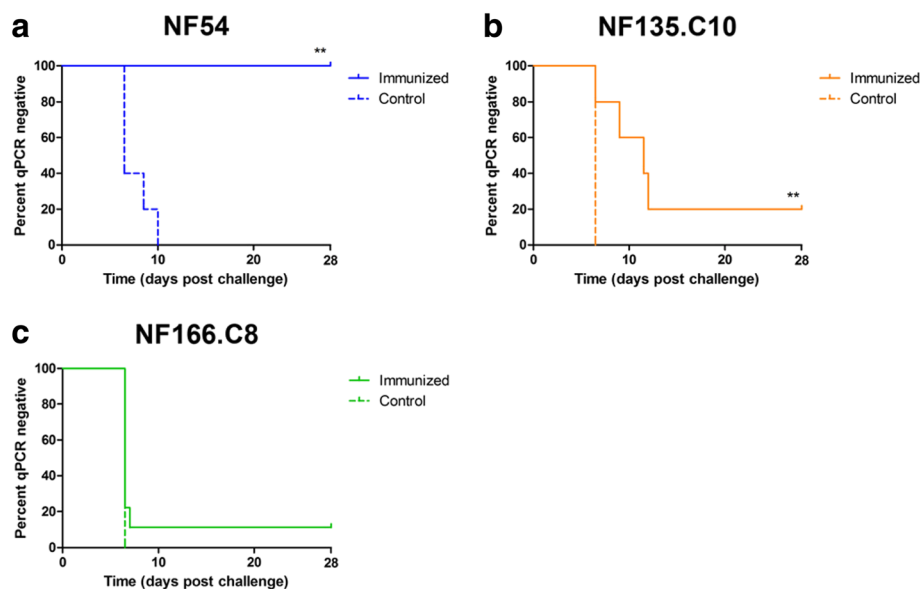 a
NF54
**
Percent qPCR negative
100
80
60
40
20
0
0 10 20 28
Time (days post challenge)
Immunized
Control
b
NF135.C10
**
Percent qPCR negative
100
80
60
40
20
0
0 10 20 28
Time (days post challenge)
Immunized
Control
c
NF166.C8
Percent qPCR negative
100
80
60
40
20
0
0 10 20 28
Time (days post challenge)
Immunized
Control